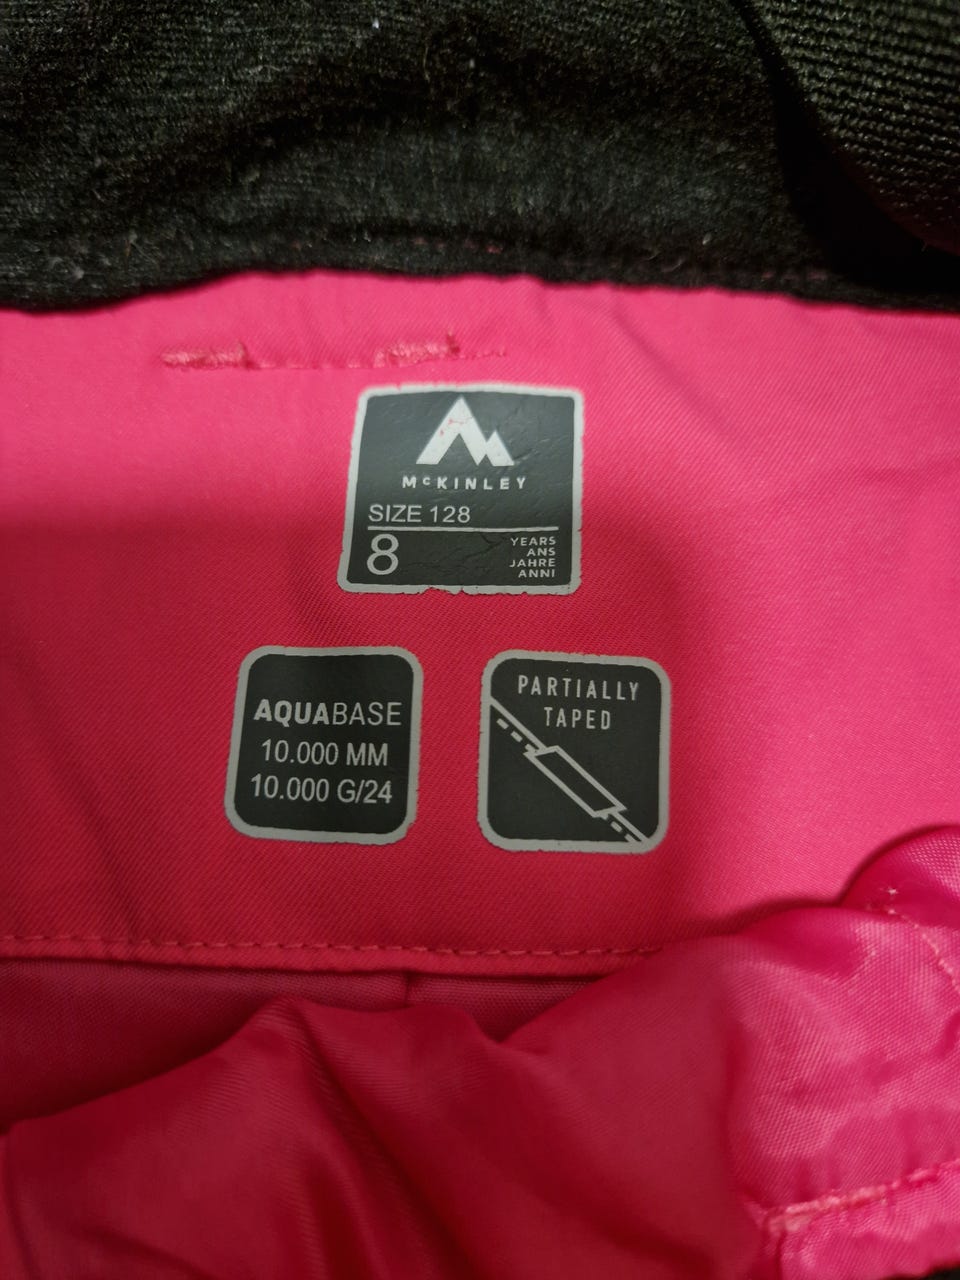 McKINLEY
SIZE 128
8
YEARS
ANS
JAHRE
ANNI
AQUABASE
10.000 MM
10.000 G/24
PARTIALLY
TAPED